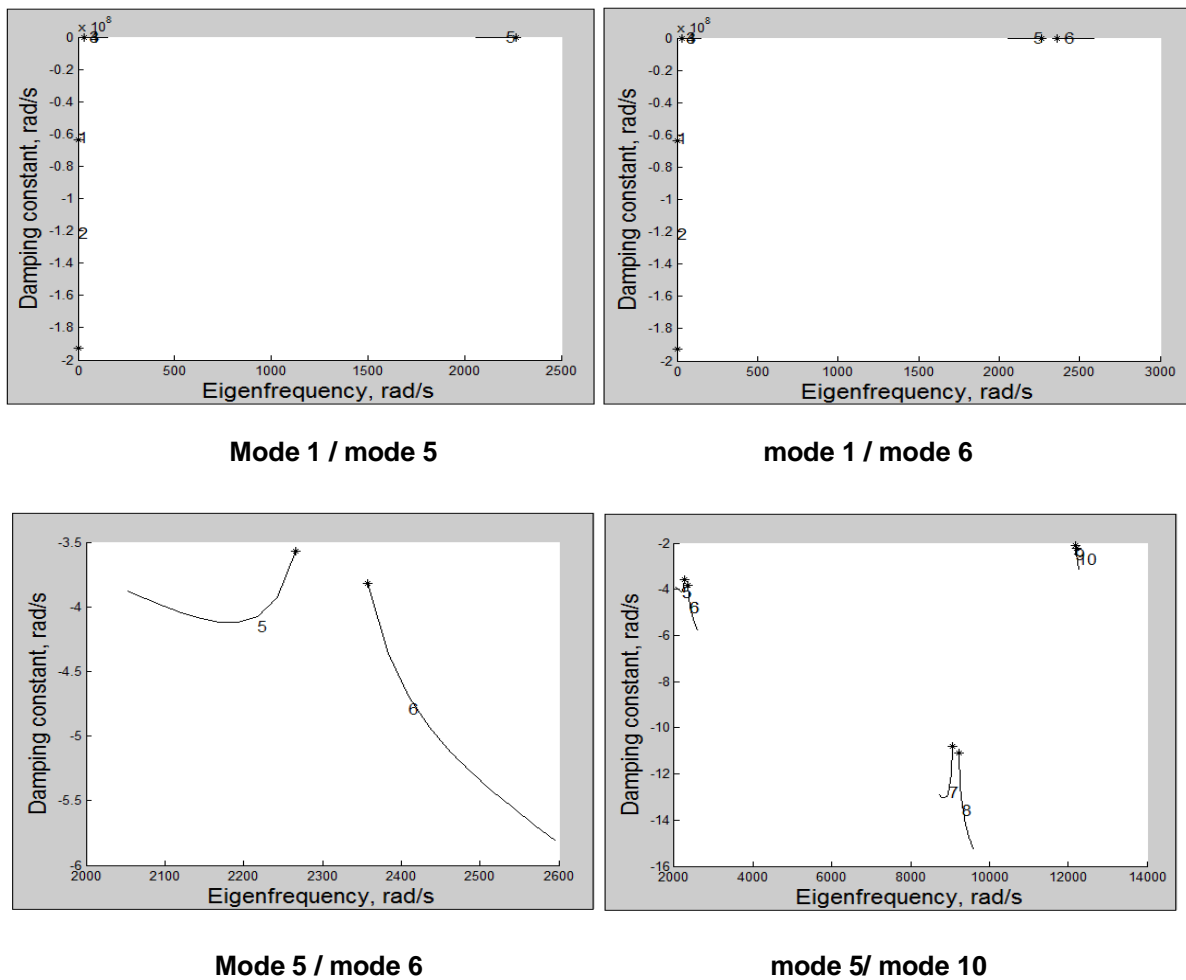 x 10^8
0
-0.2
-0.4
-0.6
-0.8
-1
-1.2
-1.4
-1.6
-1.8
-2
0 500 1000 1500 2000 2500
Damping constant, rad/s
Eigenfrequency, rad/s
1
2
5
Mode 1 / mode 5
x 10^8
0
-0.2
-0.4
-0.6
-0.8
-1
-1.2
-1.4
-1.6
-1.8
-2
0 500 1000 1500 2000 2500 3000
Damping constant, rad/s
Eigenfrequency, rad/s
1
2
5 6
mode 1 / mode 6
-3.5
-4
-4.5
-5
-5.5
-6
2000 2100 2200 2300 2400 2500 2600
Damping constant, rad/s
Eigenfrequency, rad/s
5
6
Mode 5 / mode 6
-2
-4
-6
-8
-10
-12
-14
-16
2000 4000 6000 8000 10000 12000 14000
Damping constant, rad/s
Eigenfrequency, rad/s
5
6
7
8
9
10
mode 5/ mode 10